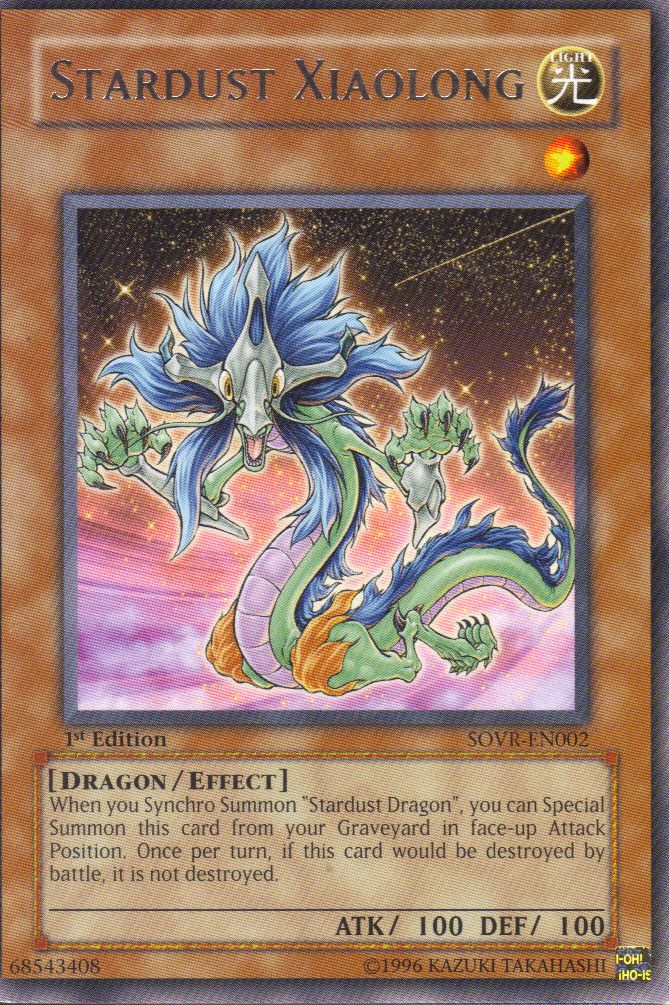 STARDUST XIAOLONG
LIGHT
光
1st Edition
SOVR-EN002
[DRAGON/EFFECT]
When you Synchro Summon "Stardust Dragon", you can Special
Summon this card from your Graveyard in face-up Attack
Position. Once per turn, if this card would be destroyed by
battle, it is not destroyed.
ATK/ 100 DEF/ 100
68543408
©1996 KAZUKI TAKAHASHI
I-OH!